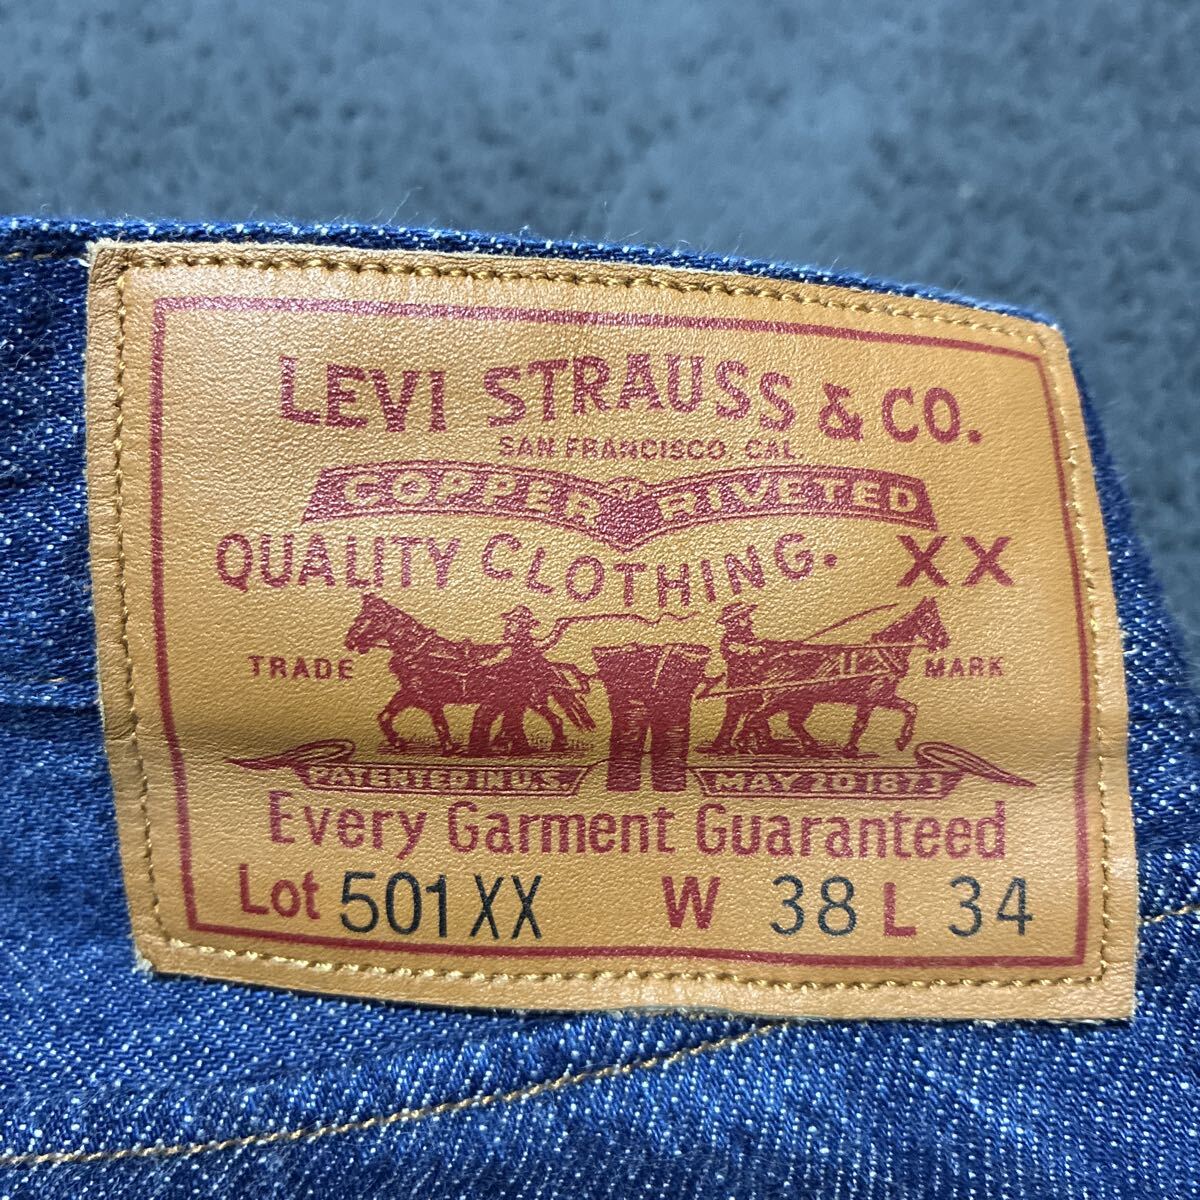 LEVI STRAUSS & CO.
SAN FRANCISCO, CAL.
COPPER RIVETED
QUALITY CLOTHING. XX
TRADE MARK
PATENTED IN U.S. MAY 20 1873
Every Garment Guaranteed
Lot 501XX W 38 L 34